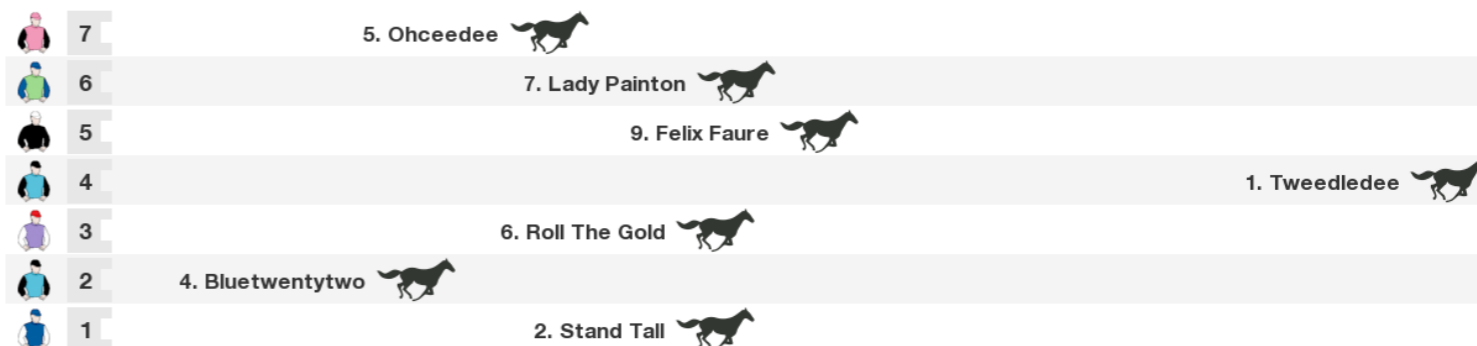 7 5. Ohceedee
6 7. Lady Painton
5 9. Felix Faure
4 1. Tweedledee
3 6. Roll The Gold
2 4. Bluetwentytwo
1 2. Stand Tall